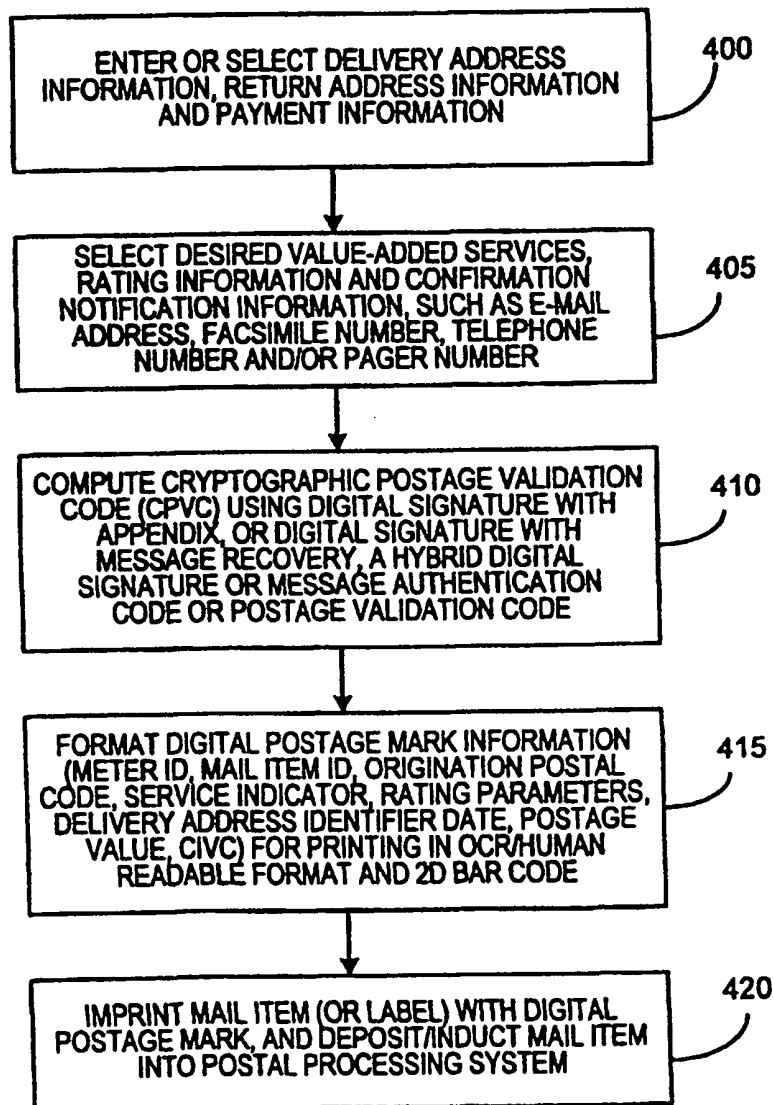 ENTER OR SELECT DELIVERY ADDRESS
INFORMATION, RETURN ADDRESS INFORMATION
AND PAYMENT INFORMATION
400
SELECT DESIRED VALUE-ADDED SERVICES,
RATING INFORMATION AND CONFIRMATION
NOTIFICATION INFORMATION, SUCH AS E-MAIL
ADDRESS, FACSIMILE NUMBER, TELEPHONE
NUMBER AND/OR PAGER NUMBER
405
COMPUTE CRYPTOGRAPHIC POSTAGE VALIDATION
CODE (CPVC) USING DIGITAL SIGNATURE WITH
APPENDIX, OR DIGITAL SIGNATURE WITH
MESSAGE RECOVERY, A HYBRID DIGITAL
SIGNATURE OR MESSAGE AUTHENTICATION
CODE OR POSTAGE VALIDATION CODE
410
FORMAT DIGITAL POSTAGE MARK INFORMATION
(METER ID, MAIL ITEM ID, ORIGINATION POSTAL
CODE, SERVICE INDICATOR, RATING PARAMETERS,
DELIVERY ADDRESS IDENTIFIER DATE, POSTAGE
VALUE, CIVC) FOR PRINTING IN OCR/HUMAN
READABLE FORMAT AND 2D BAR CODE
415
IMPRINT MAIL ITEM (OR LABEL) WITH DIGITAL
POSTAGE MARK, AND DEPOSIT/INDUCT MAIL ITEM
INTO POSTAL PROCESSING SYSTEM
420